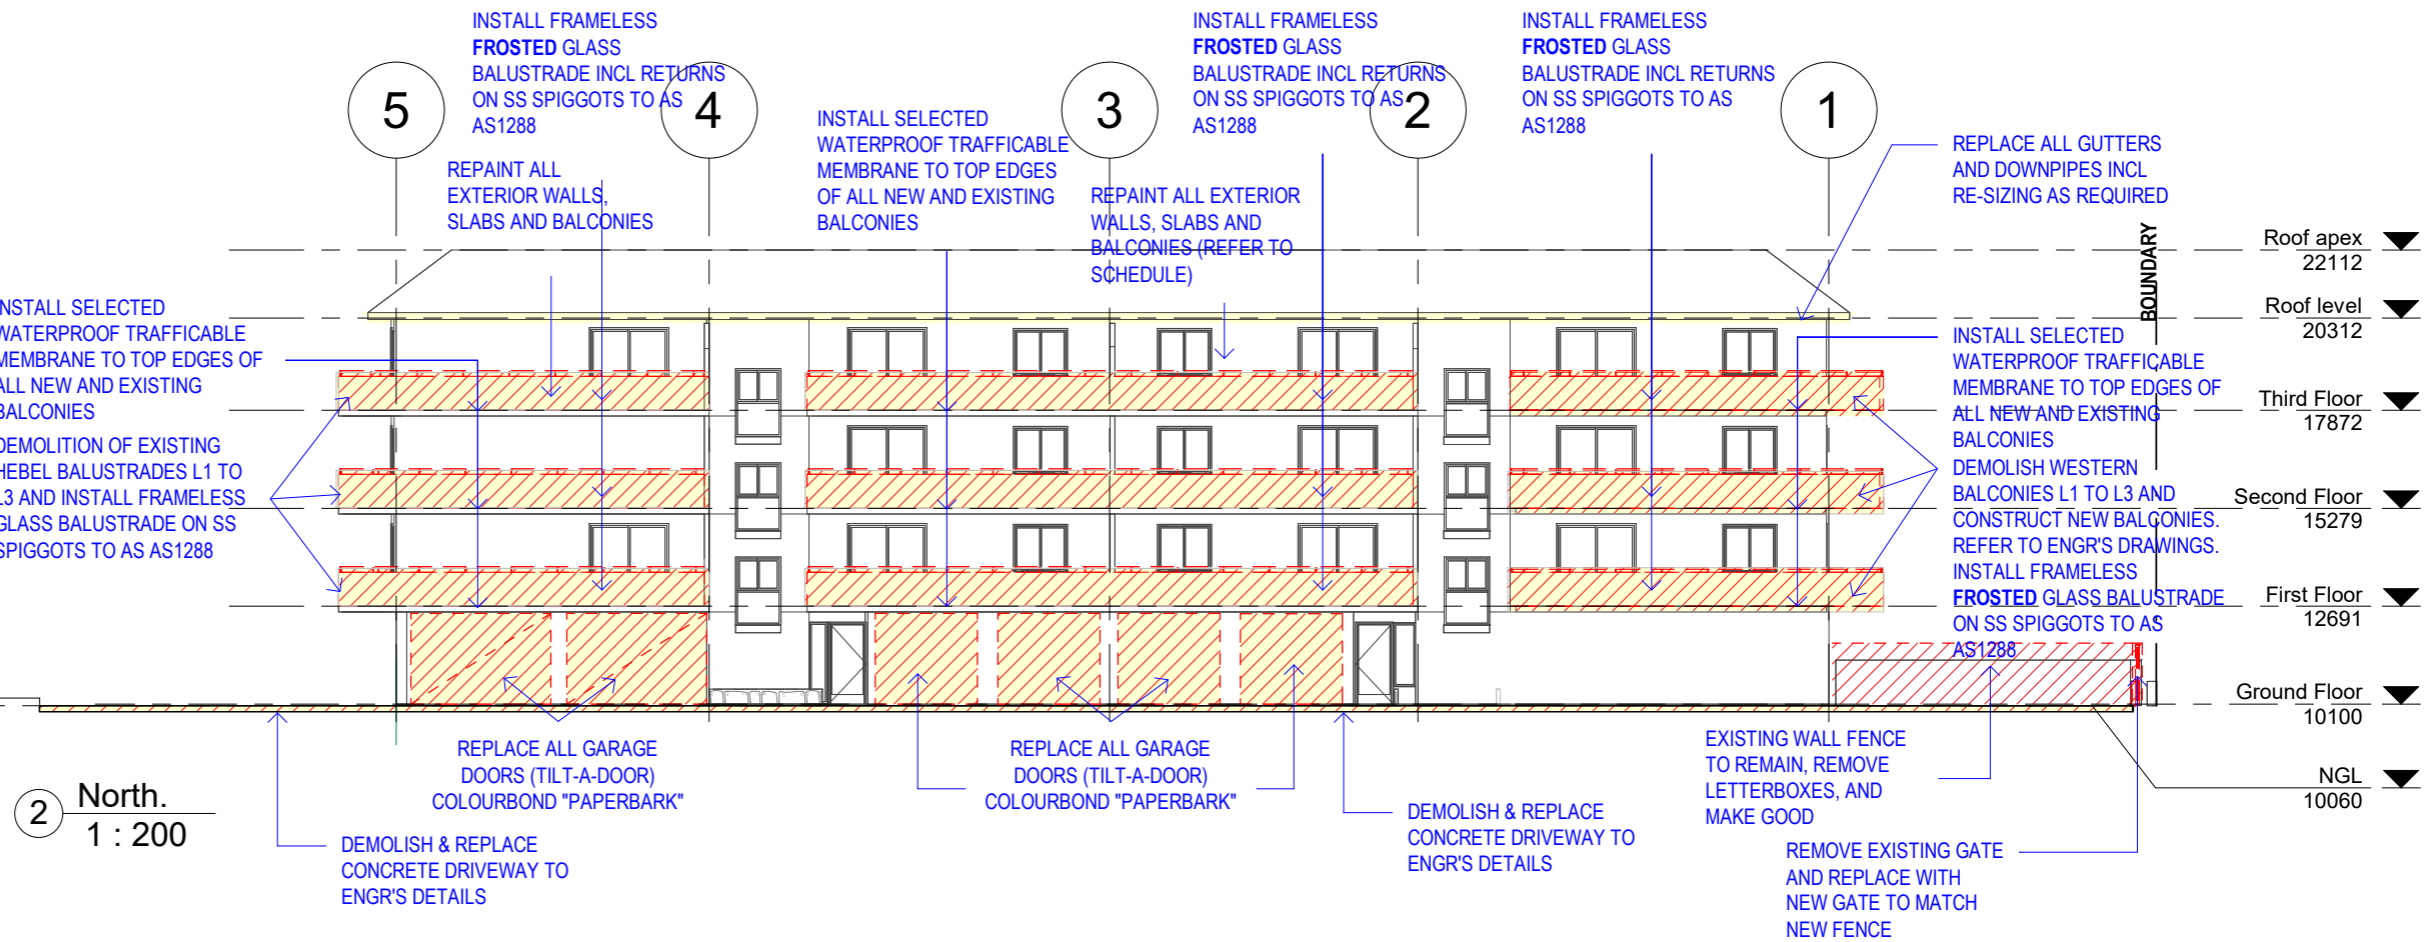 INSTALL FRAMELESS
FROSTED GLASS
BALUSTRADE INCL RETURNS
ON SS SPIGGOTS TO AS
AS1288
INSTALL FRAMELESS
FROSTED GLASS
BALUSTRADE INCL RETURNS
ON SS SPIGGOTS TO AS
AS1288
INSTALL FRAMELESS
FROSTED GLASS
BALUSTRADE INCL RETURNS
ON SS SPIGGOTS TO AS
AS1288
5
4
3
2
1
REPAINT ALL
EXTERIOR WALLS,
SLABS AND BALCONIES
INSTALL SELECTED
WATERPROOF TRAFFICABLE
MEMBRANE TO TOP EDGES
OF ALL NEW AND EXISTING
BALCONIES
REPAINT ALL EXTERIOR
WALLS, SLABS AND
BALCONIES (REFER TO
SCHEDULE)
REPLACE ALL GUTTERS
AND DOWNPIPES INCL
RE-SIZING AS REQUIRED
BOUNDARY
Roof apex
22112
Roof level
20312
Third Floor
17872
Second Floor
15279
First Floor
12691
Ground Floor
10100
NGL
10060
INSTALL SELECTED
WATERPROOF TRAFFICABLE
MEMBRANE TO TOP EDGES OF
ALL NEW AND EXISTING
BALCONIES
DEMOLITION OF EXISTING
HEBEL BALUSTRADES L1 TO
L3 AND INSTALL FRAMELESS
GLASS BALUSTRADE ON SS
SPIGGOTS TO AS AS1288
INSTALL SELECTED
WATERPROOF TRAFFICABLE
MEMBRANE TO TOP EDGES OF
ALL NEW AND EXISTING
BALCONIES
DEMOLISH WESTERN
BALCONIES L1 TO L3 AND
CONSTRUCT NEW BALCONIES.
REFER TO ENGR'S DRAWINGS.
INSTALL FRAMELESS
FROSTED GLASS BALUSTRADE
ON SS SPIGGOTS TO AS
AS1288
REPLACE ALL GARAGE
DOORS (TILT-A-DOOR)
COLOURBOND "PAPERBARK"
REPLACE ALL GARAGE
DOORS (TILT-A-DOOR)
COLOURBOND "PAPERBARK"
EXISTING WALL FENCE
TO REMAIN, REMOVE
LETTERBOXES, AND
MAKE GOOD
DEMOLISH & REPLACE
CONCRETE DRIVEWAY TO
ENGR'S DETAILS
DEMOLISH & REPLACE
CONCRETE DRIVEWAY TO
ENGR'S DETAILS
REMOVE EXISTING GATE
AND REPLACE WITH
NEW GATE TO MATCH
NEW FENCE
2
North.
1 : 200